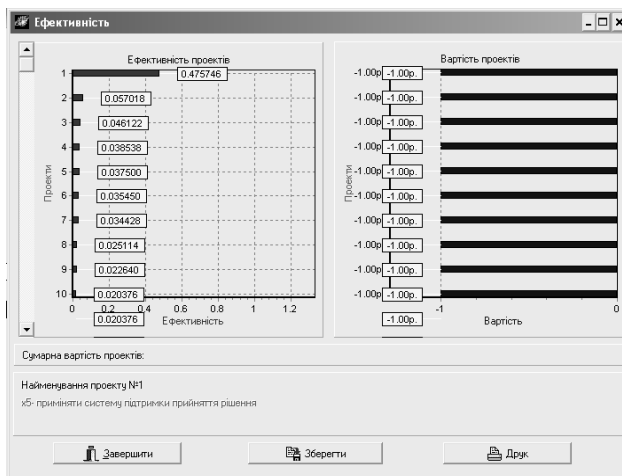 Ефективність
Ефективність проектів
Проекти
1
0.475746
2
0.057018
3
0.046122
4
0.038538
5
0.037500
6
0.035450
7
0.034428
8
0.025114
9
0.022640
10
0.020376
0 0.2 0.4 0.6 0.8 1 1.2
0.020376
Ефективність
Вартість проектів
Проекти
-1.00р -1.00р.
-1.00р -1.00р.
-1.00р -1.00р.
-1.00р -1.00р.
-1.00р -1.00р.
-1.00р -1.00р.
-1.00р -1.00р.
-1.00р -1.00р.
-1.00р -1.00р.
-1.00р -1.00р.
-1 0
-1.00р.
Вартість
Сумарна вартість проектів:
Найменування проекту №1
х5- приміняти систему підтримки прийняття рішення
Завершити Зберегти Друк